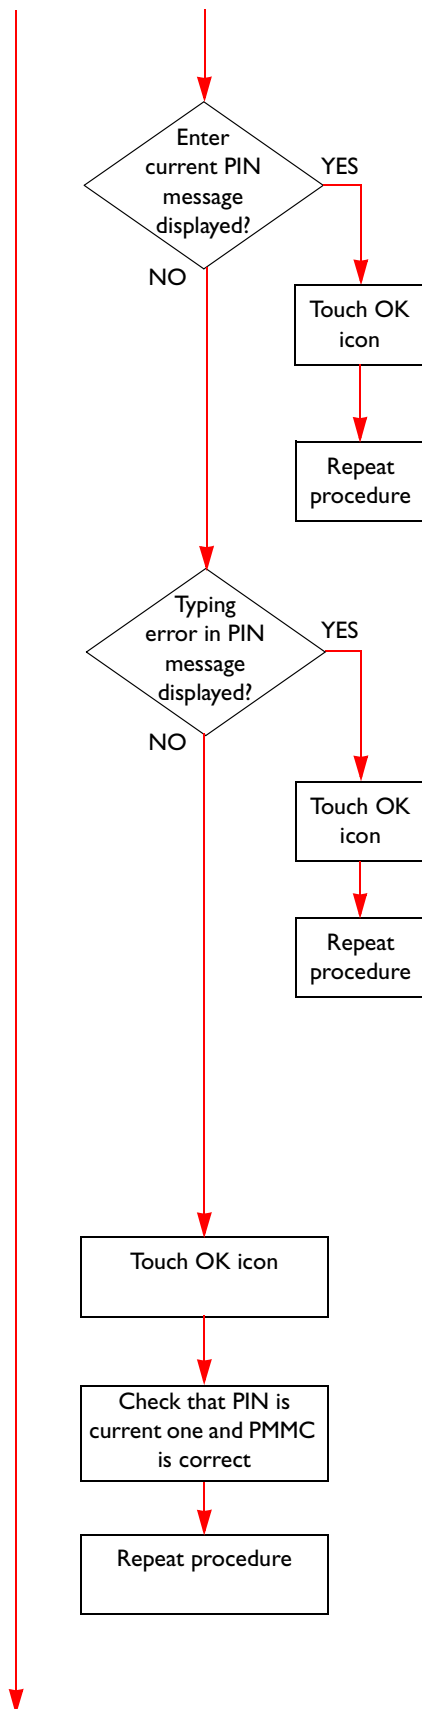 Enter
current PIN
message
displayed?
YES
NO
Touch OK
icon
Repeat
procedure
Typing
error in PIN
message
displayed?
YES
NO
Touch OK
icon
Repeat
procedure
Touch OK icon
Check that PIN is
current one and PMMC
is correct
Repeat procedure